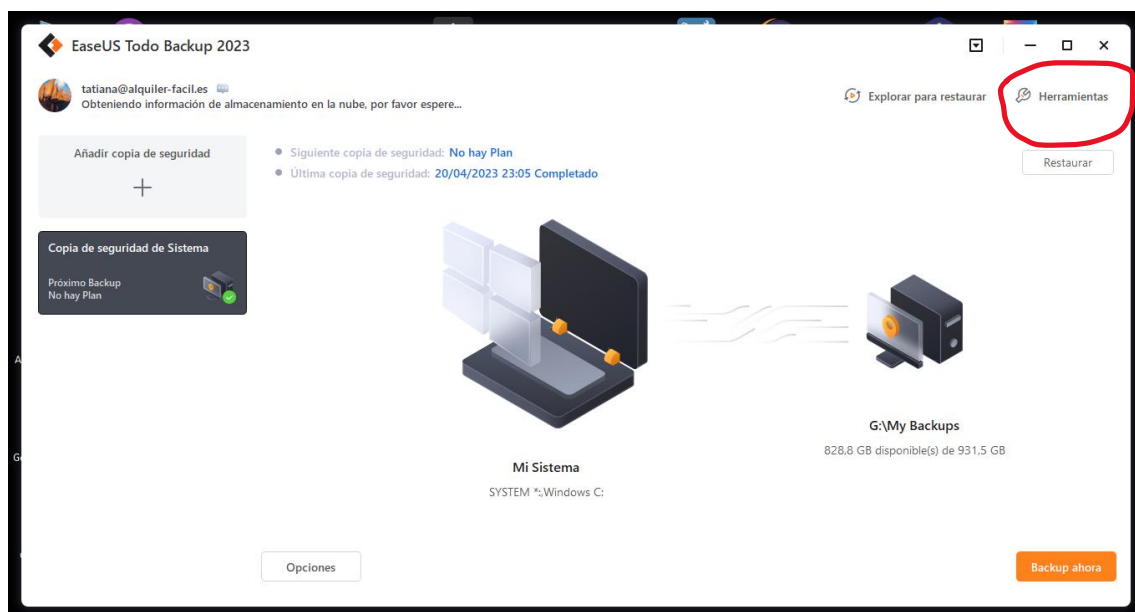 EaseUS Todo Backup 2023
tatiana@alquiler-facil.es
Obteniendo información de almacenamiento en la nube, por favor espere...
Explorar para restaurar
Herramientas
Añadir copia de seguridad
Siguiente copia de seguridad: No hay Plan
Última copia de seguridad: 20/04/2023 23:05 Completado
Restaurar
Copia de seguridad de Sistema
Próximo Backup
No hay Plan
G:\My Backups
828,8 GB disponible(s) de 931,5 GB
Mi Sistema
SYSTEM *:,Windows C:
Opciones
Backup ahora